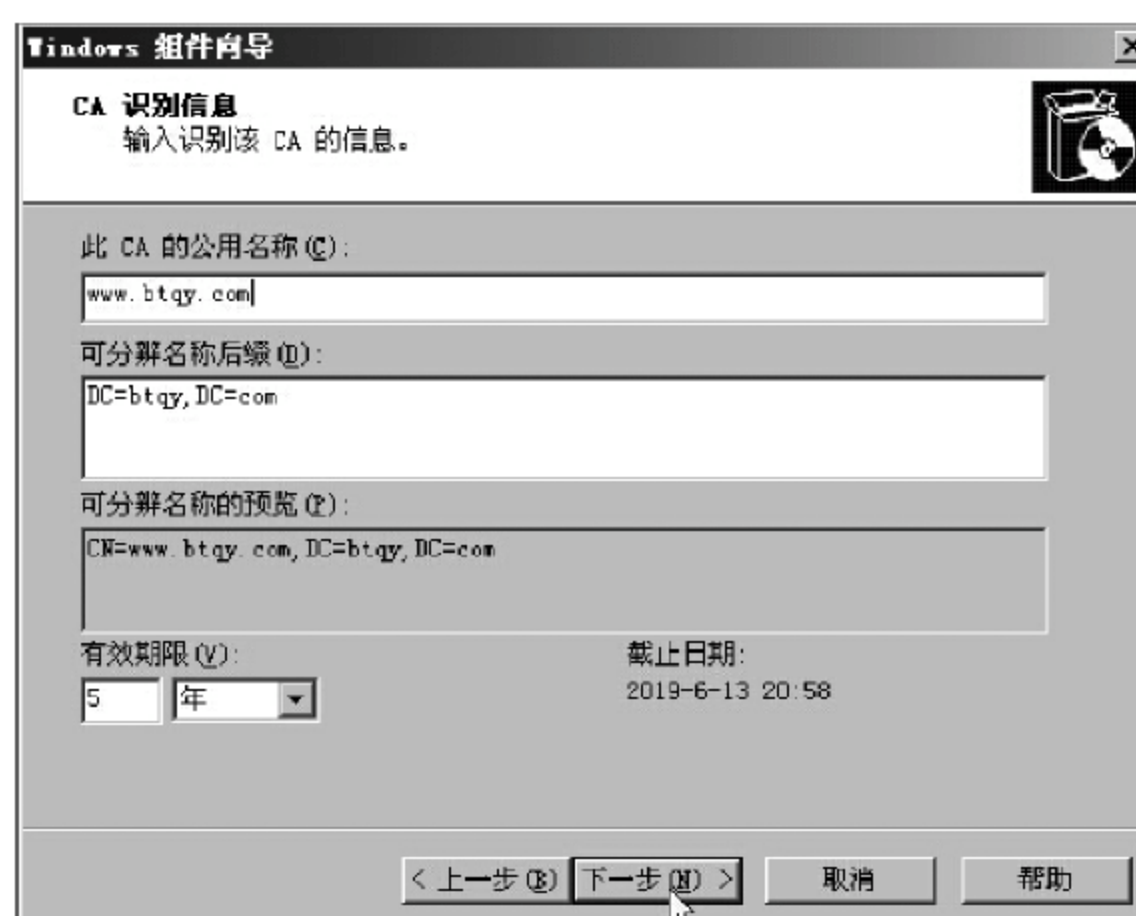 Windows 组件向导
CA 识别信息
输入识别该 CA 的信息。
此 CA 的公用名称(C):
www.btqy.com
可分辨名称后缀(D):
DC=btqy,DC=com
可分辨名称的预览(P):
CN=www.btqy.com,DC=btqy,DC=com
有效期限(V): 截止日期:
5 年 2019-6-13 20:58
< 上一步(B) 下一步(N) > 取消 帮助